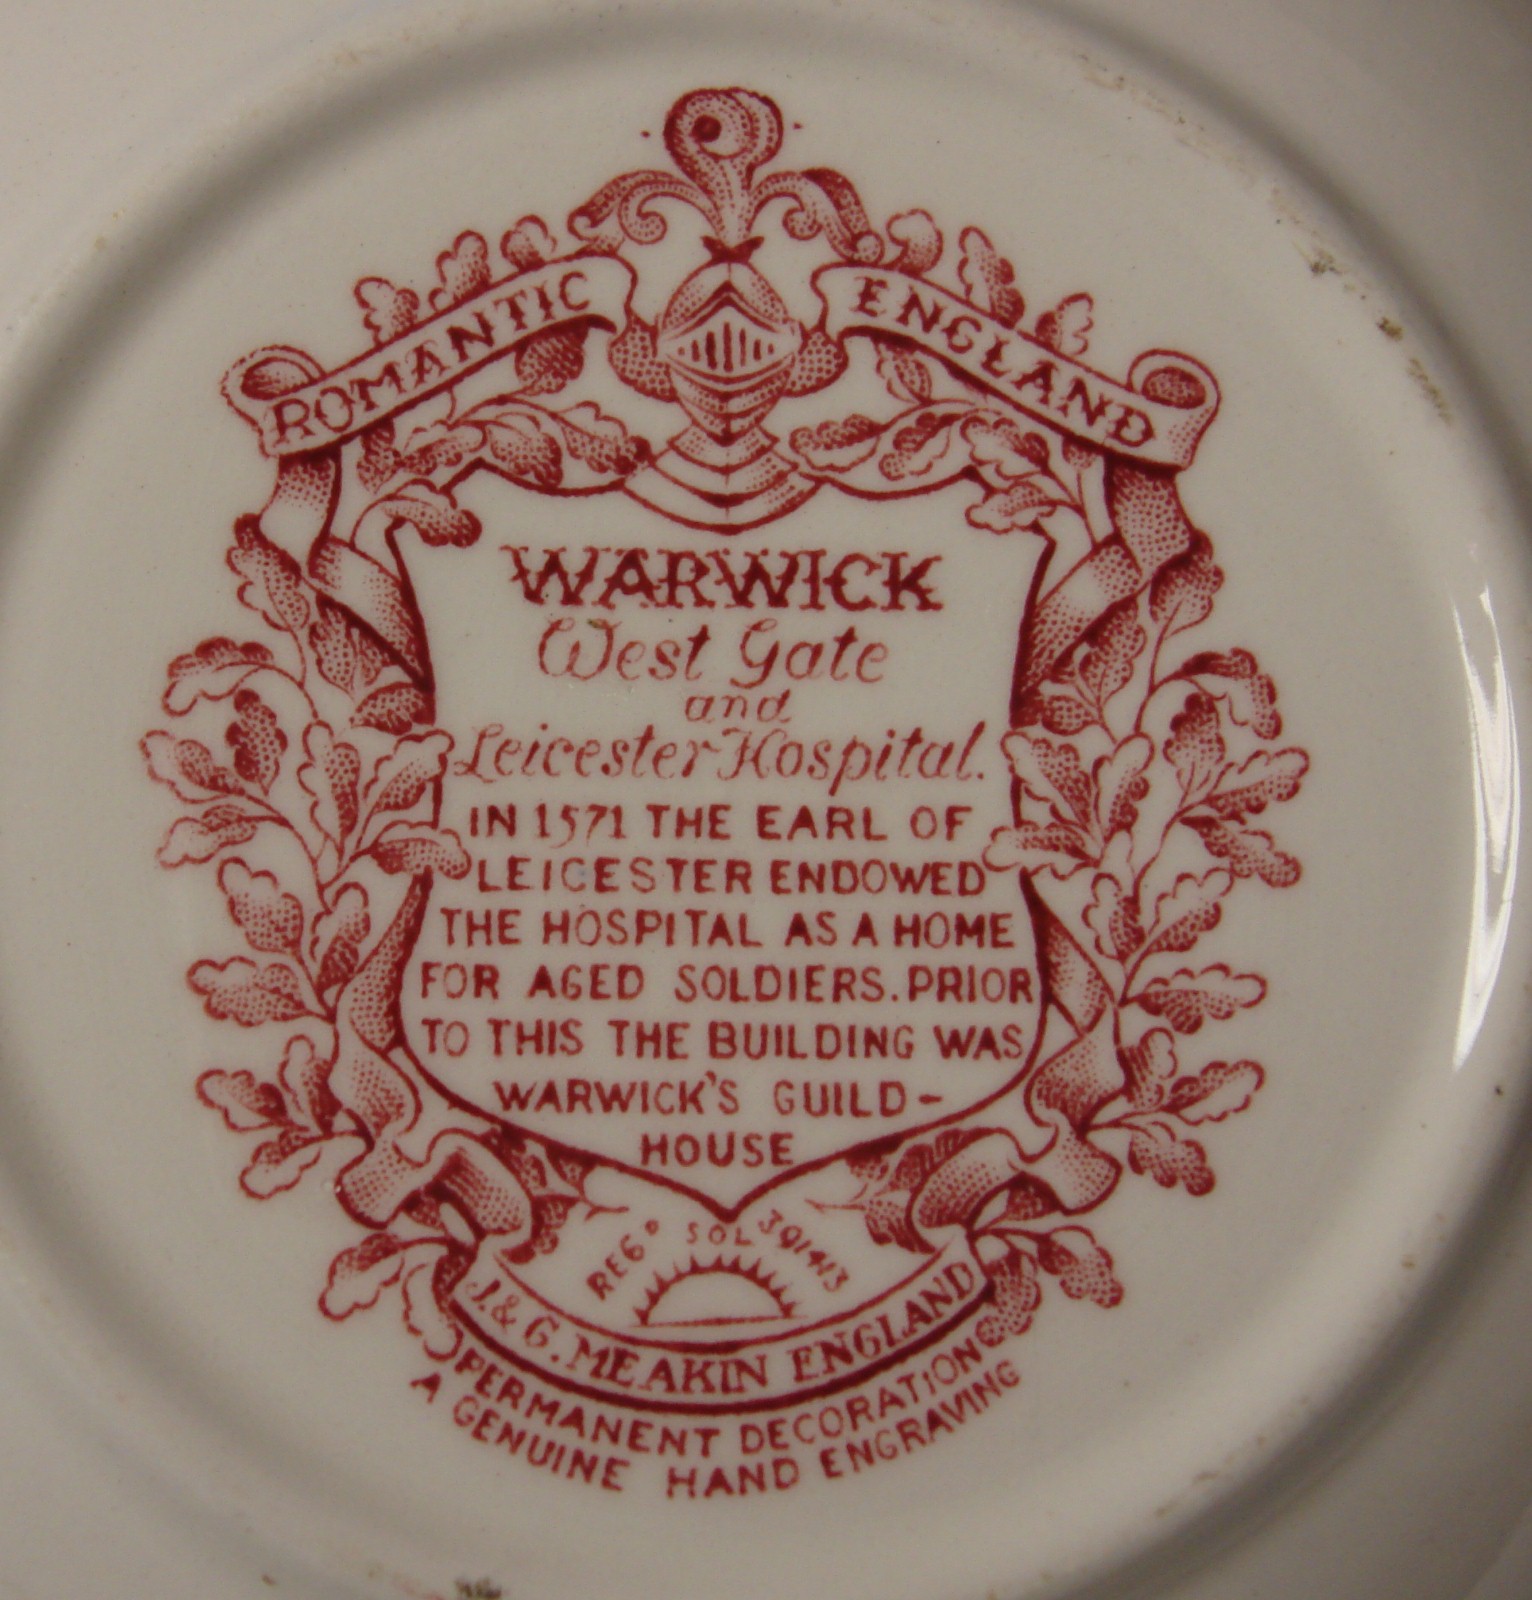 ROMANTIC ENGLAND
WARWICK
West Gate
and
Leicester Hospital.
IN 1571 THE EARL OF
LEICESTER ENDOWED
THE HOSPITAL AS A HOME
FOR AGED SOLDIERS. PRIOR
TO THIS THE BUILDING WAS
WARWICK'S GUILD-
HOUSE
REGD SOL 391413
J. & G. MEAKIN ENGLAND
PERMANENT DECORATION
A GENUINE HAND ENGRAVING